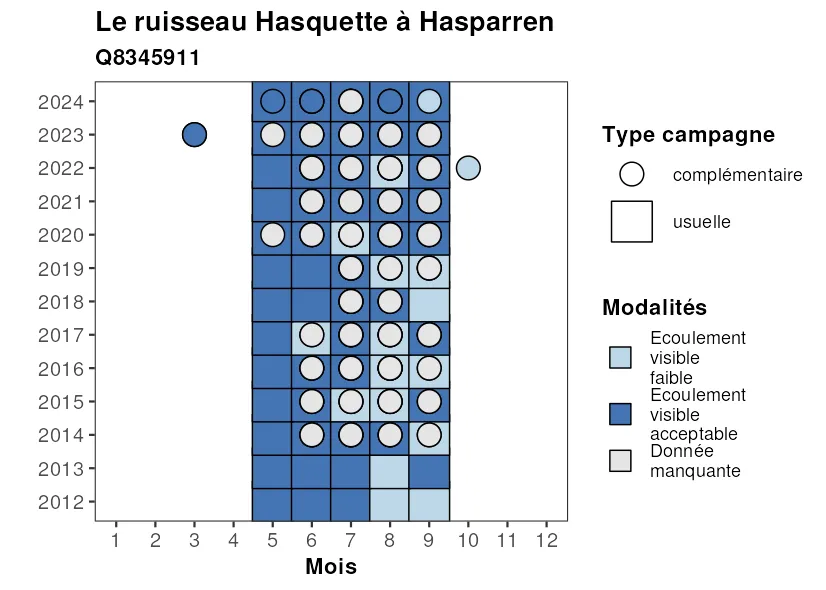 Le ruisseau Hasquette à Hasparren
Q8345911
2024
2023
2022
2021
2020
2019
2018
2017
2016
2015
2014
2013
2012
1 2 3 4 5 6 7 8 9 10 11 12
Mois
Type campagne
complémentaire
usuelle
Modalités
Ecoulement
visible
faible
Ecoulement
visible
acceptable
Donnée
manquante